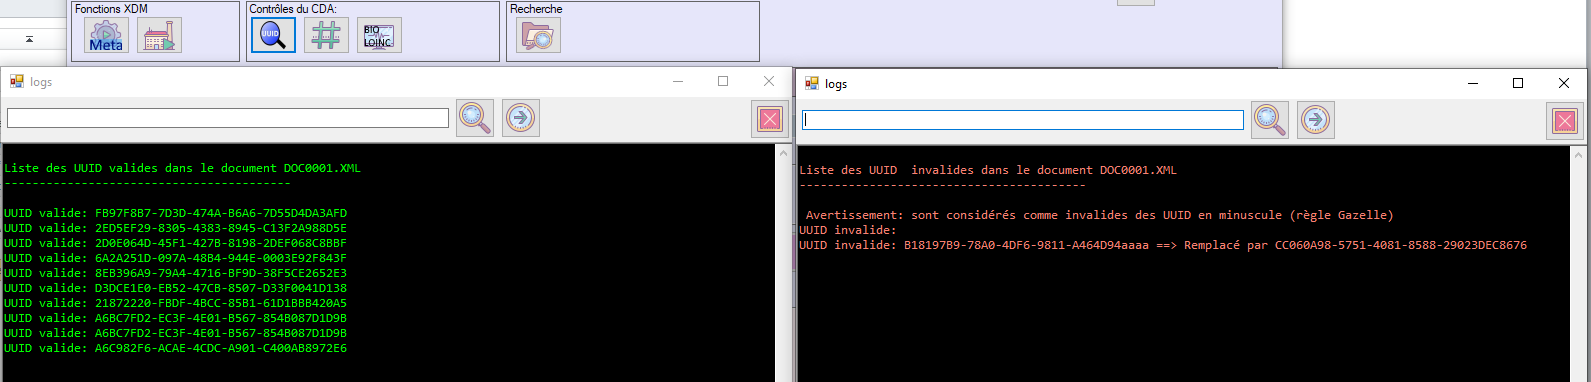 Fonctions XDM
Contrôles du CDA:
Recherche
Meta
UUID
BIO
LOINC
logs
Liste des UUID valides dans le document DOC0001.XML
-----------------------------------------
UUID valide: FB97F8B7-7D3D-474A-B6A6-7D55D4DA3AFD
UUID valide: 2ED5EF29-8305-4383-8945-C13F2A988D5E
UUID valide: 2D0E064D-45F1-427B-8198-2DEF068C8BBF
UUID valide: 6A2A251D-097A-48B4-944E-0003E92F843F
UUID valide: 8EB396A9-79A4-4716-BF9D-38F5CE2652E3
UUID valide: D3DCE1E0-EB52-47CB-8507-D33F0041D138
UUID valide: 21872220-FBDF-4BCC-85B1-61D1BBB420A5
UUID valide: A6BC7FD2-EC3F-4E01-B567-854B087D1D9B
UUID valide: A6BC7FD2-EC3F-4E01-B567-854B087D1D9B
UUID valide: A6C982F6-ACAE-4CDC-A901-C400AB8972E6
logs
Liste des UUID  invalides dans le document DOC0001.XML
-----------------------------------------
Avertissement: sont considérés comme invalides des UUID en minuscule (règle Gazelle)
UUID invalide:
UUID invalide: B18197B9-78A0-4DF6-9811-A464D94aaaa ==> Remplacé par CC060A98-5751-4081-8588-29023DEC8676